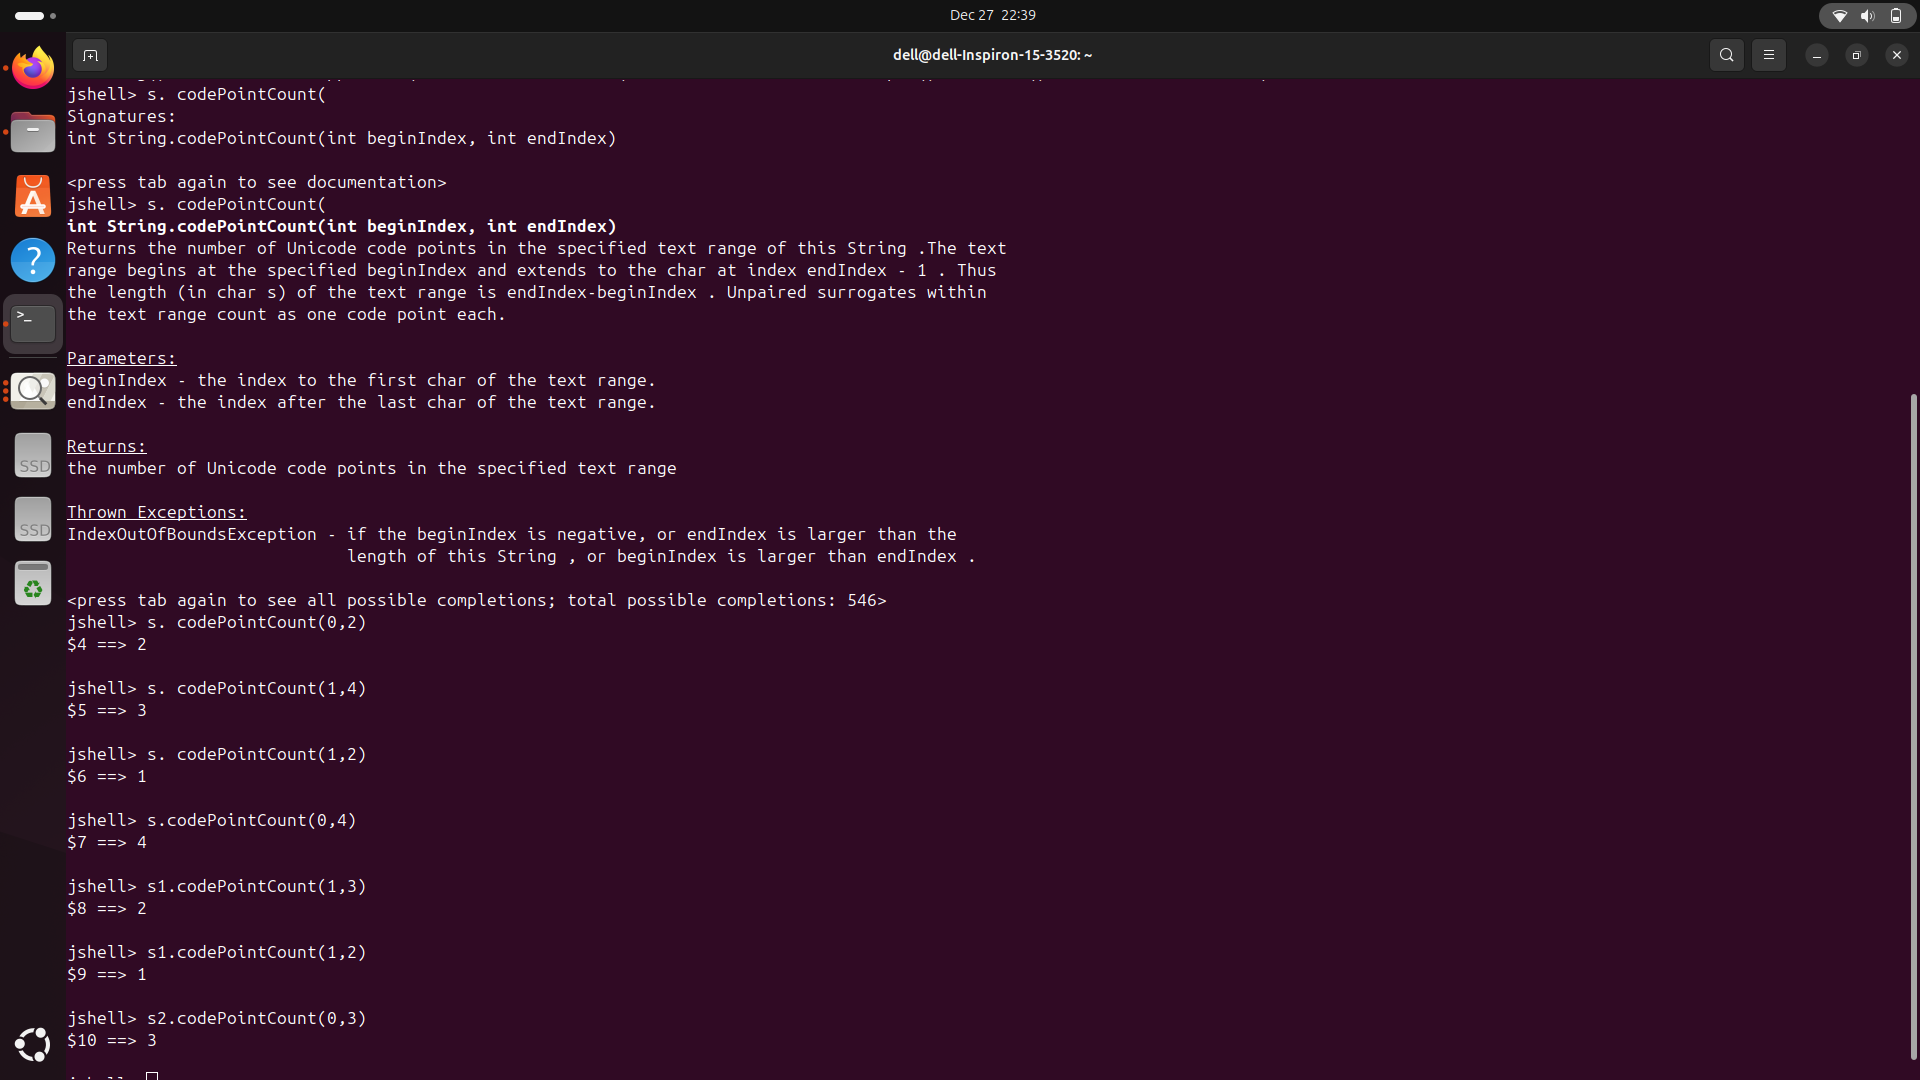 Dec 27 22:39
dell@dell-Inspiron-15-3520: ~
jshell> s. codePointCount(
Signatures:
int String.codePointCount(int beginIndex, int endIndex)
<press tab again to see documentation>
jshell> s. codePointCount(
int String.codePointCount(int beginIndex, int endIndex)
Returns the number of Unicode code points in the specified text range of this String .The text
range begins at the specified beginIndex and extends to the char at index endIndex - 1 . Thus
the length (in char s) of the text range is endIndex-beginIndex . Unpaired surrogates within
the text range count as one code point each.
Parameters:
beginIndex - the index to the first char of the text range.
endIndex - the index after the last char of the text range.
Returns:
the number of Unicode code points in the specified text range
Thrown Exceptions:
IndexOutOfBoundsException - if the beginIndex is negative, or endIndex is larger than the
length of this String , or beginIndex is larger than endIndex .
<press tab again to see all possible completions; total possible completions: 546>
jshell> s. codePointCount(0,2)
$4 ==> 2
jshell> s. codePointCount(1,4)
$5 ==> 3
jshell> s. codePointCount(1,2)
$6 ==> 1
jshell> s.codePointCount(0,4)
$7 ==> 4
jshell> s1.codePointCount(1,3)
$8 ==> 2
jshell> s1.codePointCount(1,2)
$9 ==> 1
jshell> s2.codePointCount(0,3)
$10 ==> 3
SSD
SSD